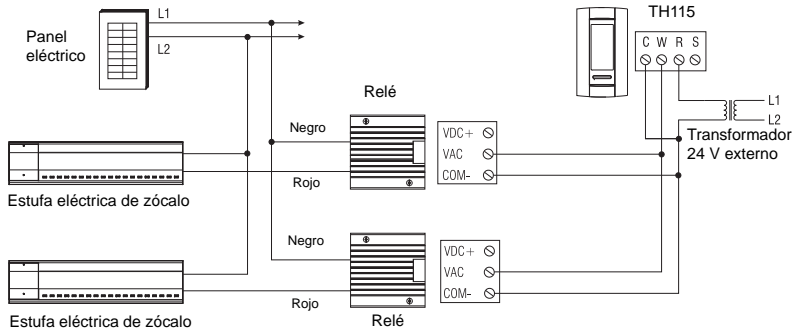 Panel
eléctrico
L1
L2
TH115
C W R S
L1
L2
Transformador
24 V externo
Relé
Negro
Rojo
VDC+
VAC
COM-
Estufa eléctrica de zócalo
Negro
Rojo
VDC+
VAC
COM-
Estufa eléctrica de zócalo
Relé